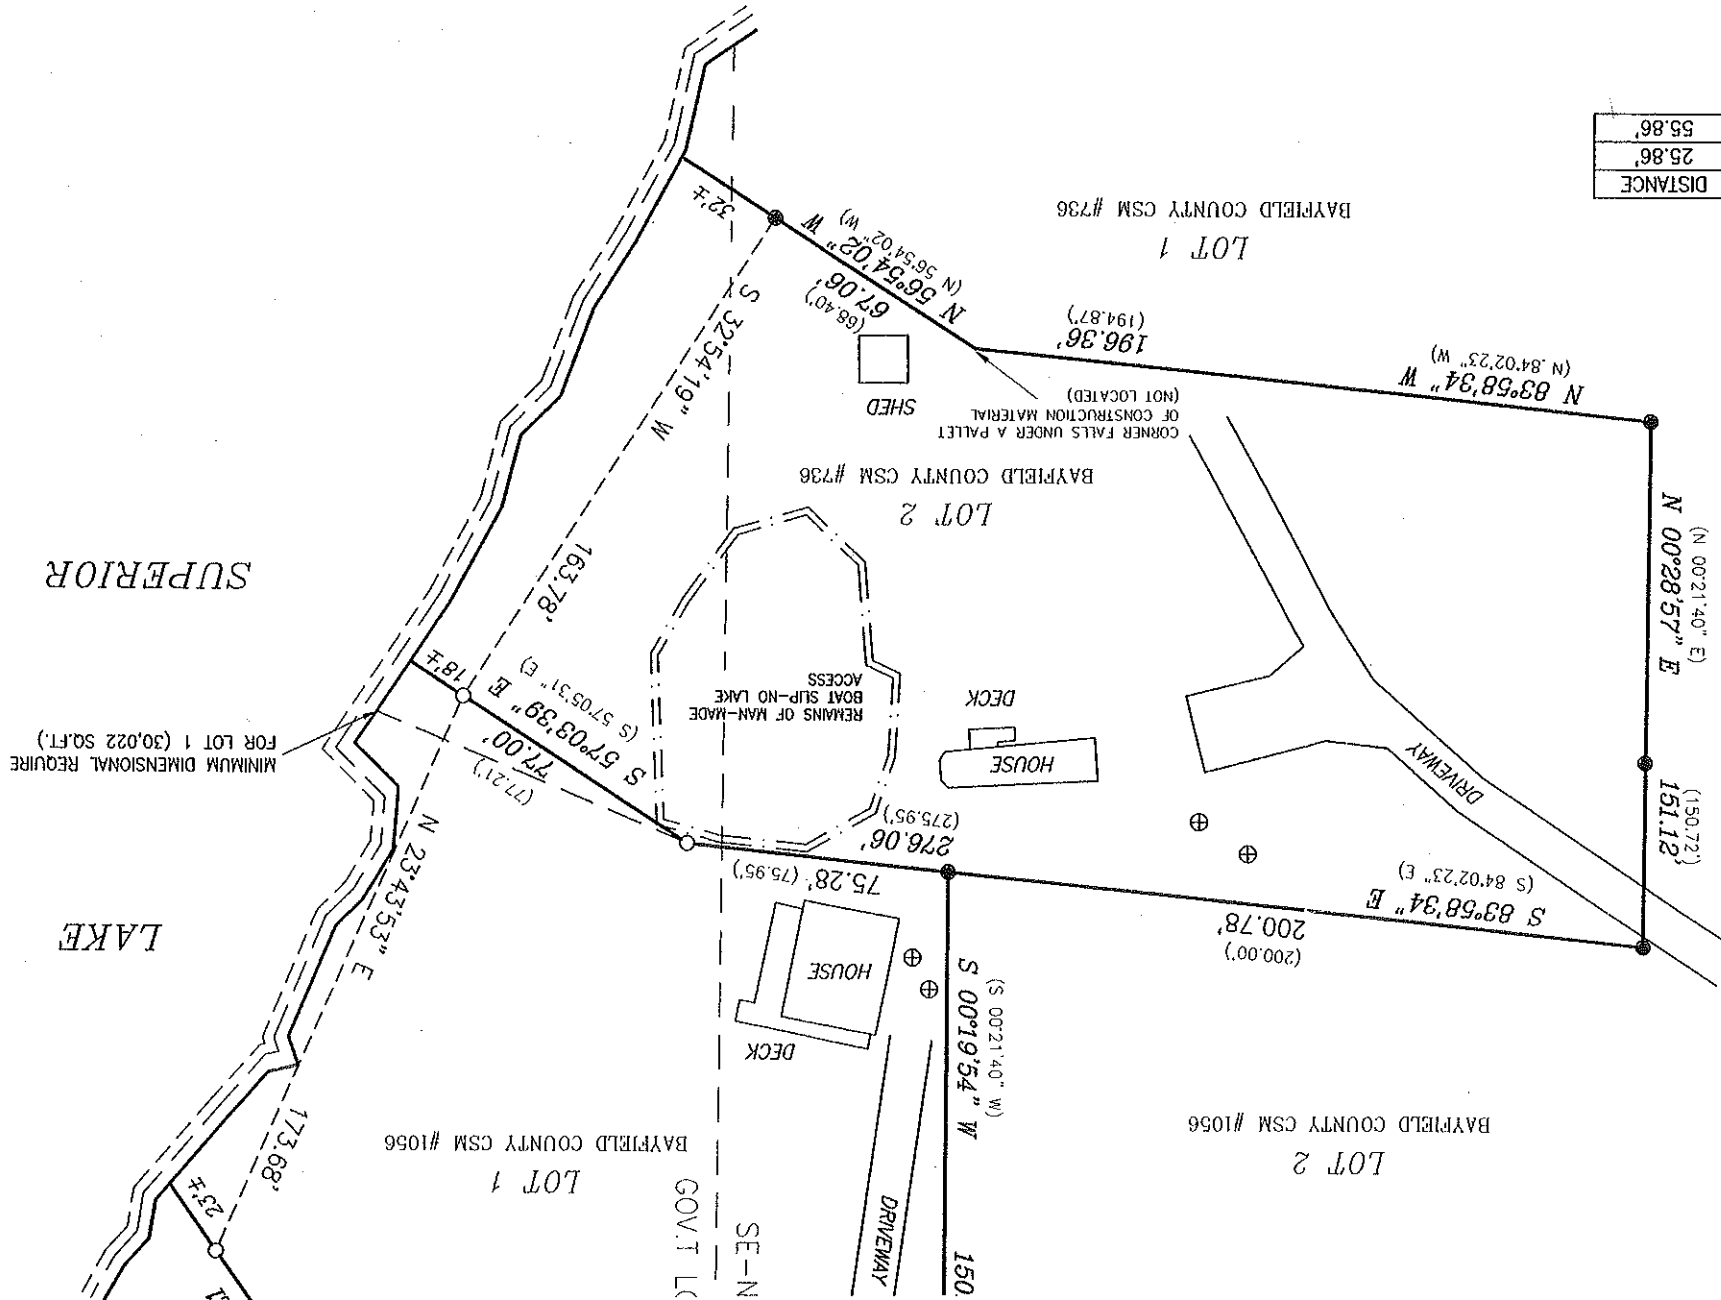 LOT 2
BAYFIELD COUNTY CSM #1056
LOT 1
BAYFIELD COUNTY CSM #1056
GOV'T
DRIVEWAY
150.
23'±
173.68'
N 23°43'53" E
S 00°19'54" W
(S 00°21'40" W)
DECK
HOUSE
LAKE
SUPERIOR
(200.00')
200.78'
S 83°58'34" E
(S 84°02'23" E)
75.28' (75.95')
276.06'
(275.95')
151.12'
(150.72')
DRIVEWAY
HOUSE
DECK
MINIMUM DIMENSIONAL REQUIRE
FOR LOT 1 (30,022 SQ.FT.)
(77.21')
77.00'
S 57°03'39" E
(S 57°05'31" E)
18'±
REMAINS OF MAN-MADE
BOAT SLIP-NO LAKE
ACCESS
N 00°28'57" E
(N 00°21'40" E)
163.78'
S 32°54'19" W
LOT 2
BAYFIELD COUNTY CSM #736
CORNER FALLS UNDER A PALLET
OF CONSTRUCTION MATERIAL
(NOT LOCATED)
SHED
N 83°58'34" W
(N 84°02'23" W)
196.36'
(194.87')
(68.40')
67.06'
N 56°54'02" W
(N 56°54'02" W)
32'±
LOT 1
BAYFIELD COUNTY CSM #736
DISTANCE
25.86'
55.86'